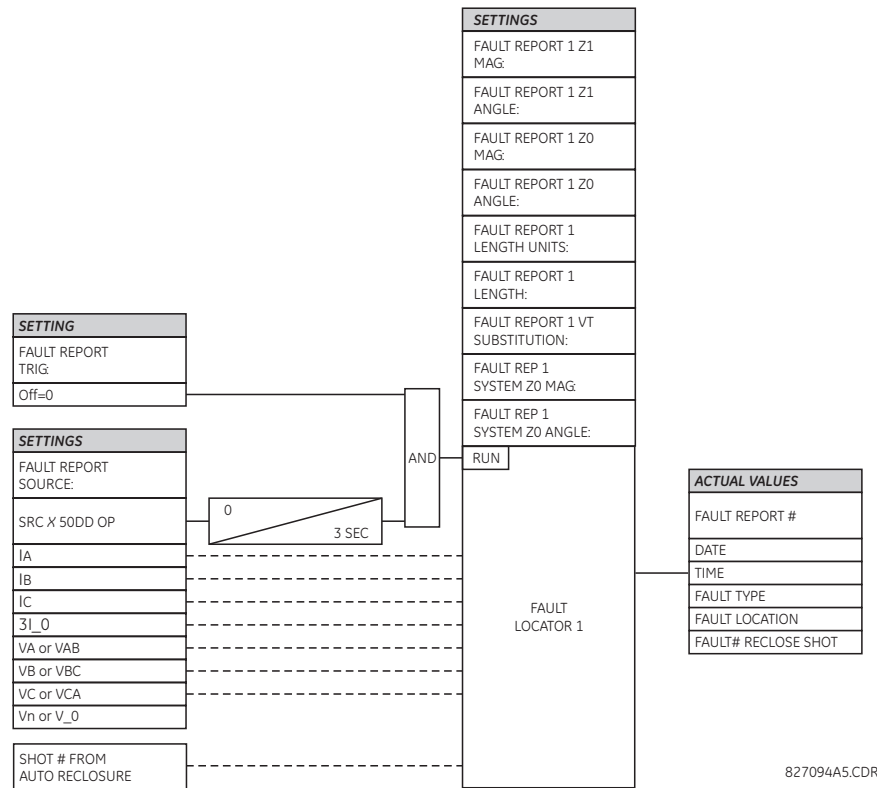 SETTINGS
FAULT REPORT 1 Z1
MAG:
FAULT REPORT 1 Z1
ANGLE:
FAULT REPORT 1 Z0
MAG:
FAULT REPORT 1 Z0
ANGLE:
FAULT REPORT 1
LENGTH UNITS:
FAULT REPORT 1
LENGTH:
FAULT REPORT 1 VT
SUBSTITUTION:
FAULT REP 1
SYSTEM Z0 MAG:
FAULT REP 1
SYSTEM Z0 ANGLE:
SETTING
FAULT REPORT
TRIG:
Off=0
SETTINGS
FAULT REPORT
SOURCE:
SRC X 50DD OP
IA
IB
IC
3I_0
VA or VAB
VB or VBC
VC or VCA
Vn or V_0
SHOT # FROM
AUTO RECLOSURE
0
3 SEC
AND
RUN
FAULT
LOCATOR 1
ACTUAL VALUES
FAULT REPORT #
DATE
TIME
FAULT TYPE
FAULT LOCATION
FAULT# RECLOSE SHOT
827094A5.CDR